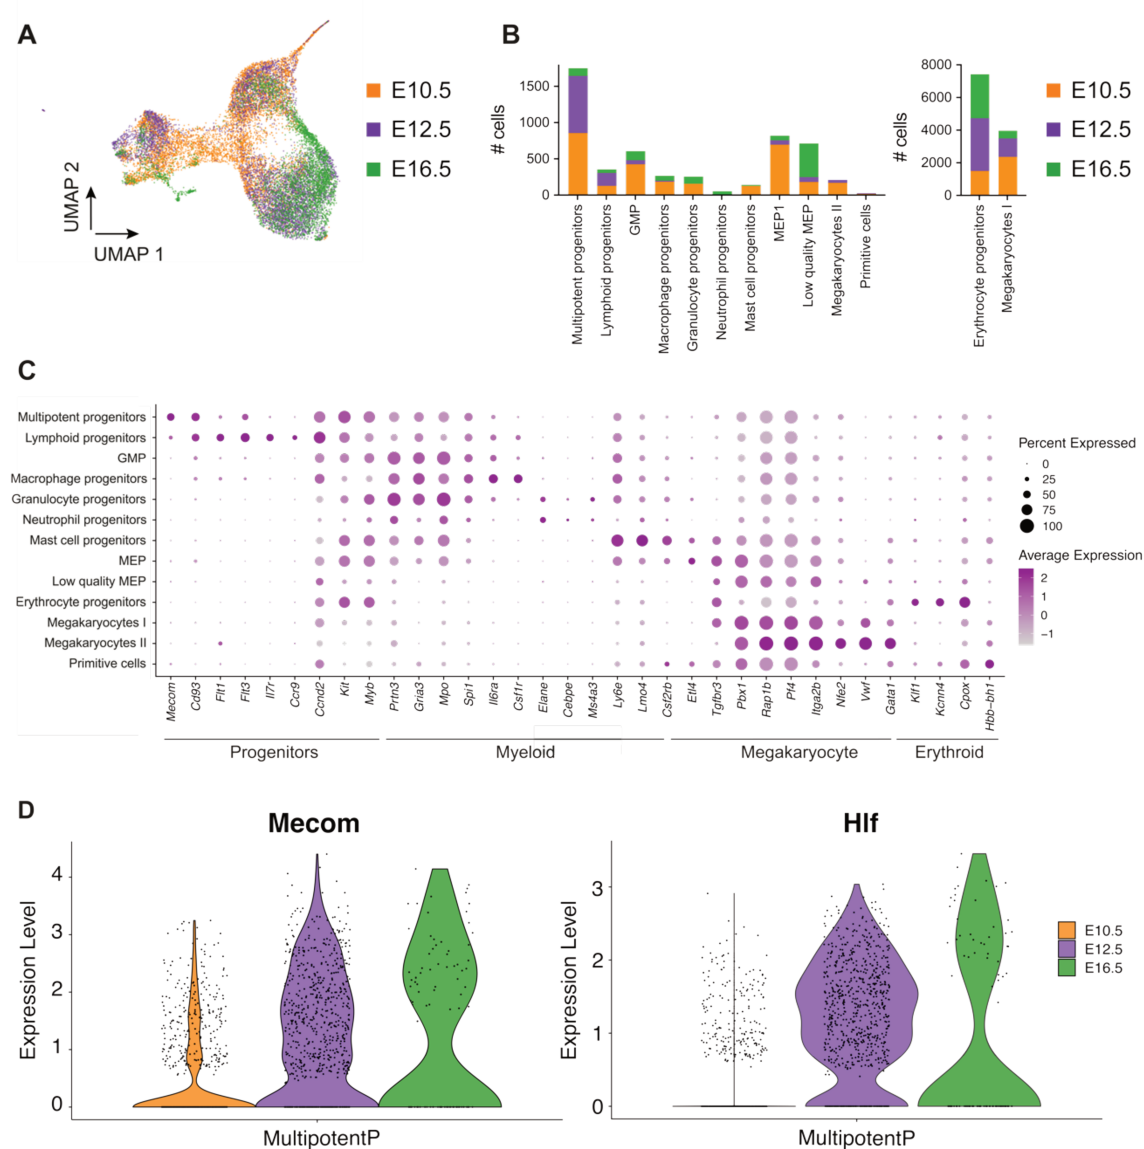 A
UMAP 2
UMAP 1
E10.5
E12.5
E16.5
B
# cells
1500
1000
500
0
Multipotent progenitors
Lymphoid progenitors
GMP
Macrophage progenitors
Granulocyte progenitors
Neutrophil progenitors
Mast cell progenitors
MEP1
Low quality MEP
Megakaryocytes II
Primitive cells
# cells
8000
6000
4000
2000
0
Erythrocyte progenitors
Megakaryocytes I
E10.5
E12.5
E16.5
C
Multipotent progenitors
Lymphoid progenitors
GMP
Macrophage progenitors
Granulocyte progenitors
Neutrophil progenitors
Mast cell progenitors
MEP
Low quality MEP
Erythrocyte progenitors
Megakaryocytes I
Megakaryocytes II
Primitive cells
Mecom
Cd93
Flt1
Flt3
Il7r
Ccr9
Ccnd2
Kit
Myb
Prtn3
Gria3
Mpo
Spi1
Il6ra
Csf1r
Elane
Cebpe
Ms4a3
Ly6e
Lmo4
Csf2rb
Etl4
Tgfbr3
Pbx1
Rap1b
Pf4
Itga2b
Nfe2
Vwf
Gata1
Klf1
Kcnn4
Cpox
Hbb-bh1
Progenitors
Myeloid
Megakaryocyte
Erythroid
Percent Expressed
0
25
50
75
100
Average Expression
2
1
0
−1
D
Mecom
Expression Level
4
3
2
1
0
MultipotentP
Hlf
Expression Level
3
2
1
0
MultipotentP
E10.5
E12.5
E16.5